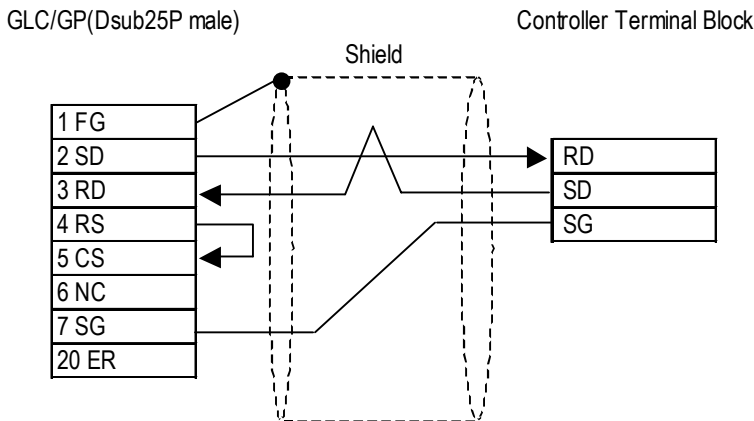 GLC/GP(Dsub25P male)
Controller Terminal Block
Shield
1 FG
2 SD
3 RD
4 RS
5 CS
6 NC
7 SG
20 ER
RD
SD
SG